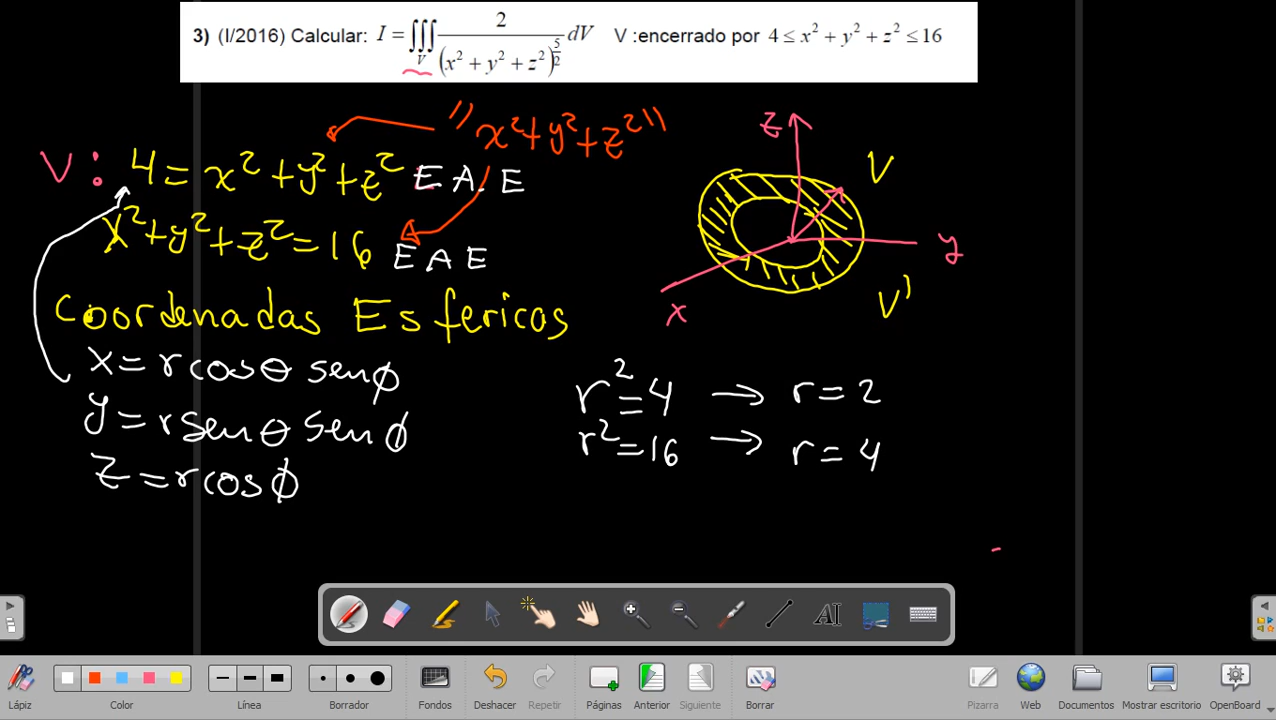 3) (I/2016) Calcular: I = ∭_V 2/(x² + y² + z²)^(5/2) dV V :encerrado por 4 ≤ x² + y² + z² ≤ 16
"x²+y²+z²"
V: 4 = x²+y²+z² E A. E
x²+y²+z² = 16 E A E
Coordenadas Esfericas
x = r cos θ sen ϕ
y = r sen θ sen ϕ
z = r cos ϕ
z
V
y
x
V'
r² = 4 → r = 2
r² = 16 → r = 4
Lápiz
Color
Línea
Borrador
Fondos
Deshacer
Repetir
Páginas
Anterior
Siguiente
Borrar
Pizarra
Web
Documentos
Mostrar escritorio
OpenBoard
AI